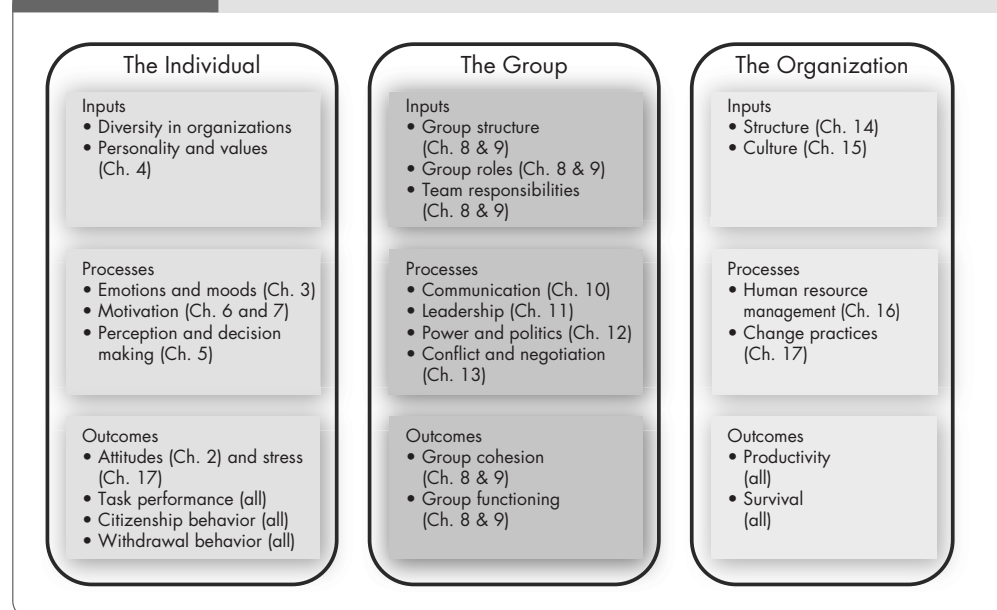 The Individual
Inputs
• Diversity in organizations
• Personality and values
(Ch. 4)
Processes
• Emotions and moods (Ch. 3)
• Motivation (Ch. 6 and 7)
• Perception and decision
making (Ch. 5)
Outcomes
• Attitudes (Ch. 2) and stress
(Ch. 17)
• Task performance (all)
• Citizenship behavior (all)
• Withdrawal behavior (all)
The Group
Inputs
• Group structure
(Ch. 8 & 9)
• Group roles (Ch. 8 & 9)
• Team responsibilities
(Ch. 8 & 9)
Processes
• Communication (Ch. 10)
• Leadership (Ch. 11)
• Power and politics (Ch. 12)
• Conflict and negotiation
(Ch. 13)
Outcomes
• Group cohesion
(Ch. 8 & 9)
• Group functioning
(Ch. 8 & 9)
The Organization
Inputs
• Structure (Ch. 14)
• Culture (Ch. 15)
Processes
• Human resource
management (Ch. 16)
• Change practices
(Ch. 17)
Outcomes
• Productivity
(all)
• Survival
(all)